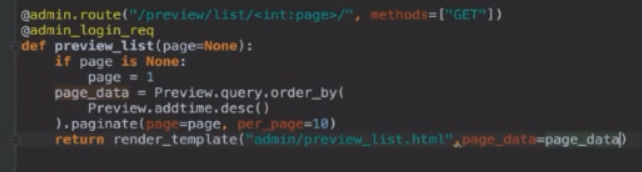 @admin.route("/preview/list/<int:page>/", methods=["GET"])
@admin_login_req
def preview_list(page=None):
    if page is None:
        page = 1
    page_data = Preview.query.order_by(
        Preview.addtime.desc()
    ).paginate(page=page, per_page=10)
    return render_template("admin/preview_list.html",page_data=page_data)